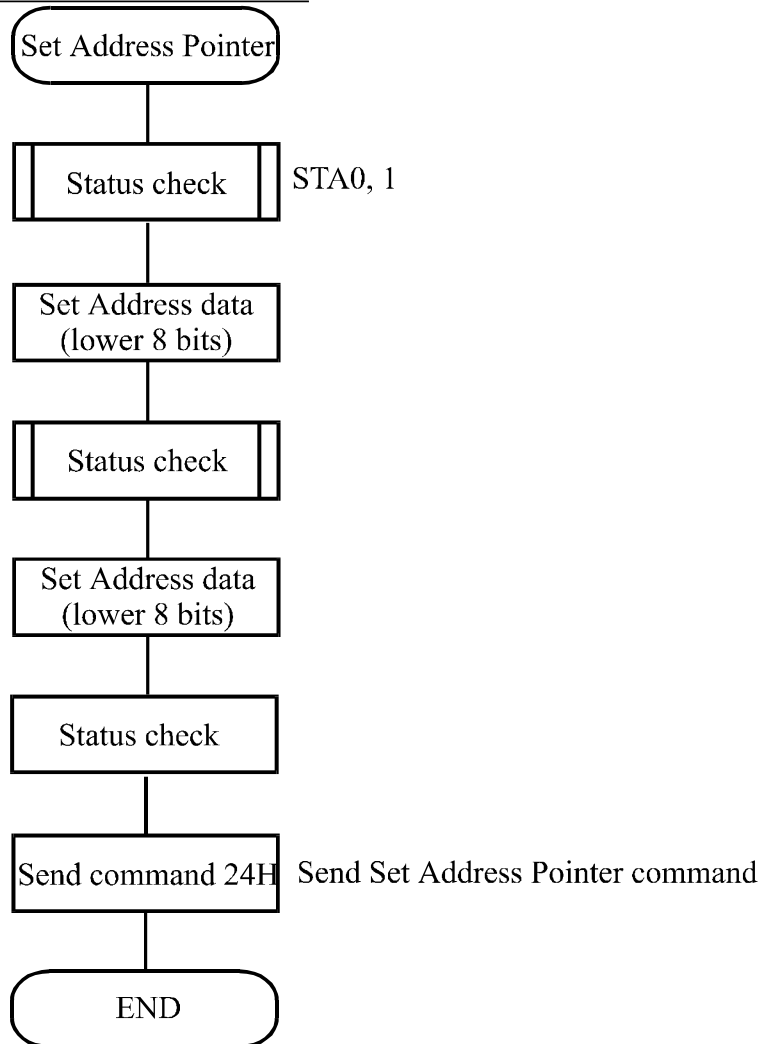 Set Address Pointer
Status check
STA0, 1
Set Address data
(lower 8 bits)
Status check
Set Address data
(lower 8 bits)
Status check
Send command 24H
Send Set Address Pointer command
END